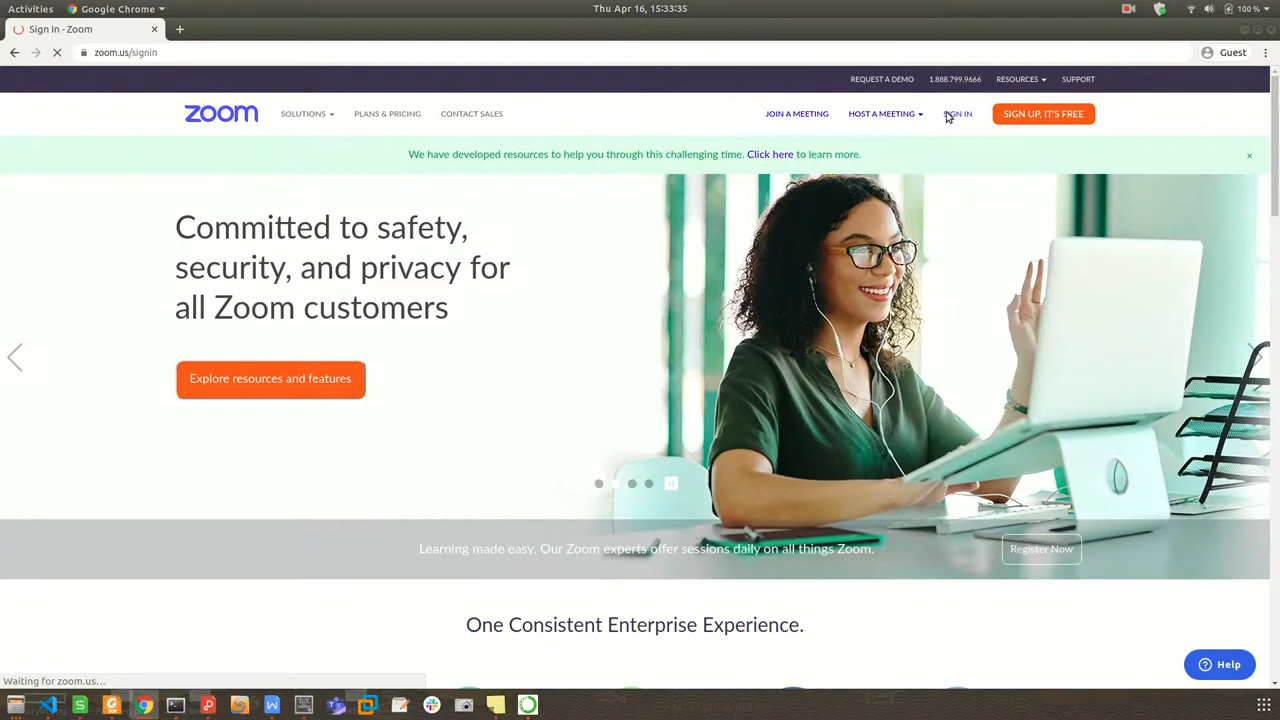 Activities
Google Chrome
Thu Apr 16, 15:33:35
100%
Sign In - Zoom
zoom.us/signin
Guest
REQUEST A DEMO
1.888.799.9666
RESOURCES
SUPPORT
zoom
SOLUTIONS
PLANS & PRICING
CONTACT SALES
JOIN A MEETING
HOST A MEETING
SIGN IN
SIGN UP, IT'S FREE
We have developed resources to help you through this challenging time. Click here to learn more.
Committed to safety,
security, and privacy for
all Zoom customers
Explore resources and features
Learning made easy. Our Zoom experts offer sessions daily on all things Zoom.
Register Now
One Consistent Enterprise Experience.
Help
Waiting for zoom.us...